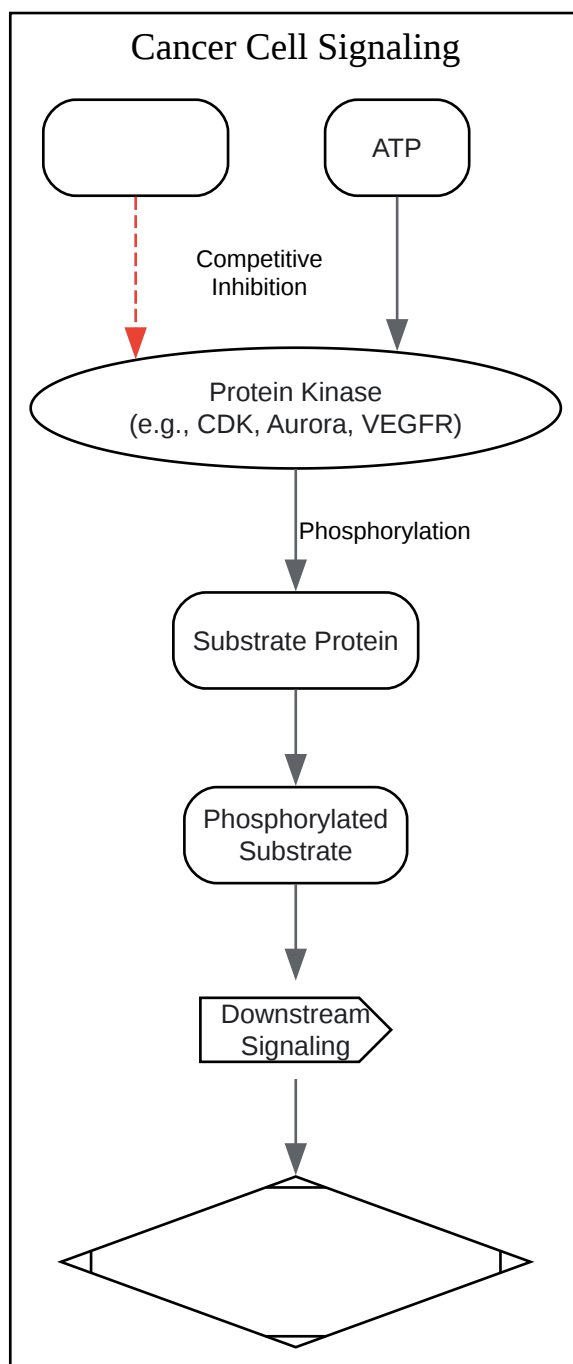 Cancer Cell Signaling
ATP
Competitive
Inhibition
Protein Kinase
(e.g., CDK, Aurora, VEGFR)
Phosphorylation
Substrate Protein
Phosphorylated
Substrate
Downstream
Signaling